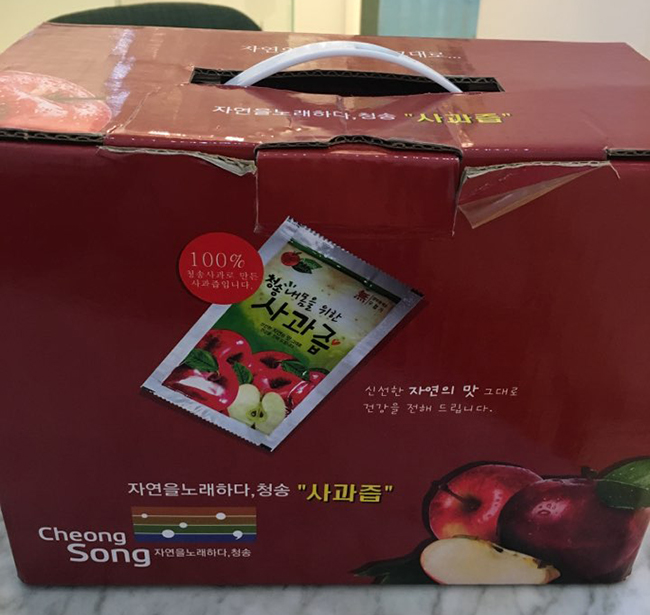 자연을노래하다,청송 "사과즙"
100%
청송사과로 만든
사과즙입니다.
청송
내몸을 위한
사과즙
신선한 자연의 맛 그대로
건강을 전해 드립니다.
자연을노래하다,청송 "사과즙"
Cheong
Song
자연을노래하다,청송